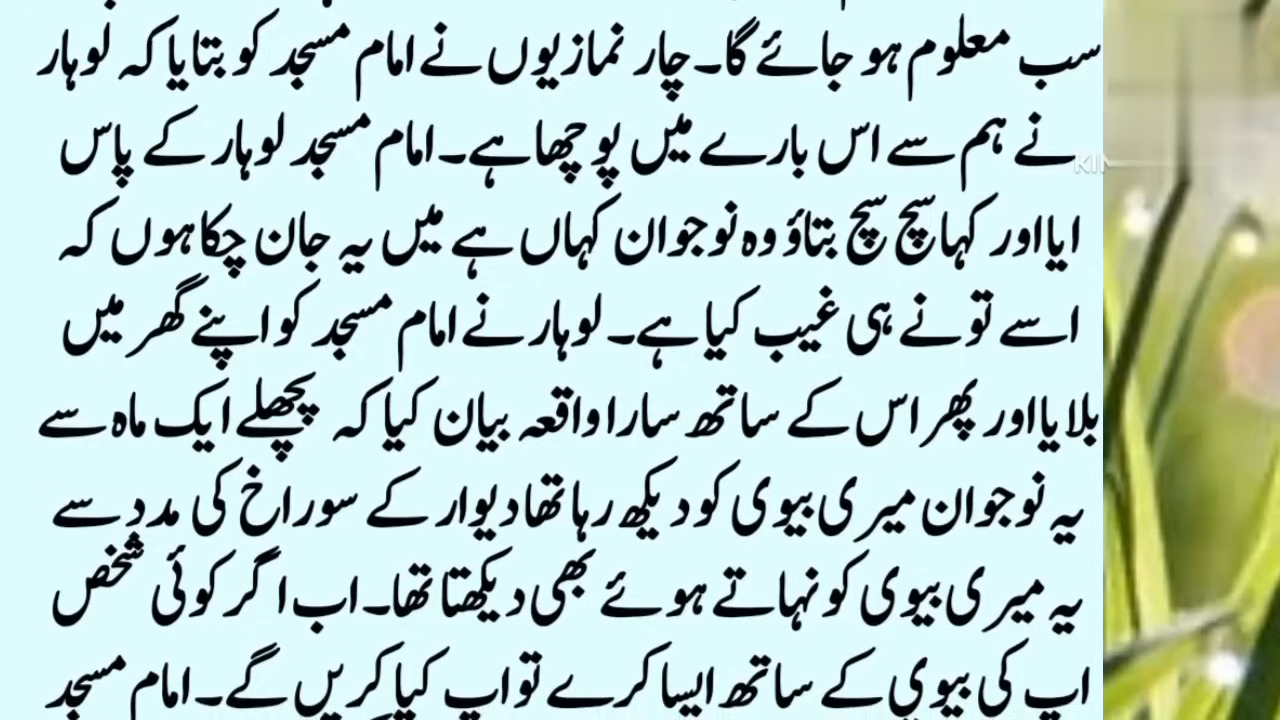 سب معلوم ہو جائے گا۔ چار نمازیوں نے امام مسجد کو بتایا کہ لوہار
نے ہم سے اس بارے میں پوچھا ہے۔ امام مسجد لوہار کے پاس
ایا اور کہا سچ سچ بتاؤ وہ نوجوان کہاں ہے میں یہ جان چکا ہوں کہ
اسے تو نے ہی غیب کیا ہے۔ لوہار نے امام مسجد کو اپنے گھر میں
بلایا اور پھر اس کے ساتھ سارا واقعہ بیان کیا کہ پچھلے ایک ماہ سے
یہ نوجوان میری بیوی کو دیکھ رہا تھا دیوار کے سوراخ کی مدد سے
یہ میری بیوی کو نہاتے ہوئے بھی دیکھتا تھا۔ اب اگر کوئی شخص
اپ کی بیوی کے ساتھ ایسا کرے تو اپ کیا کریں گے۔ امام مسجد